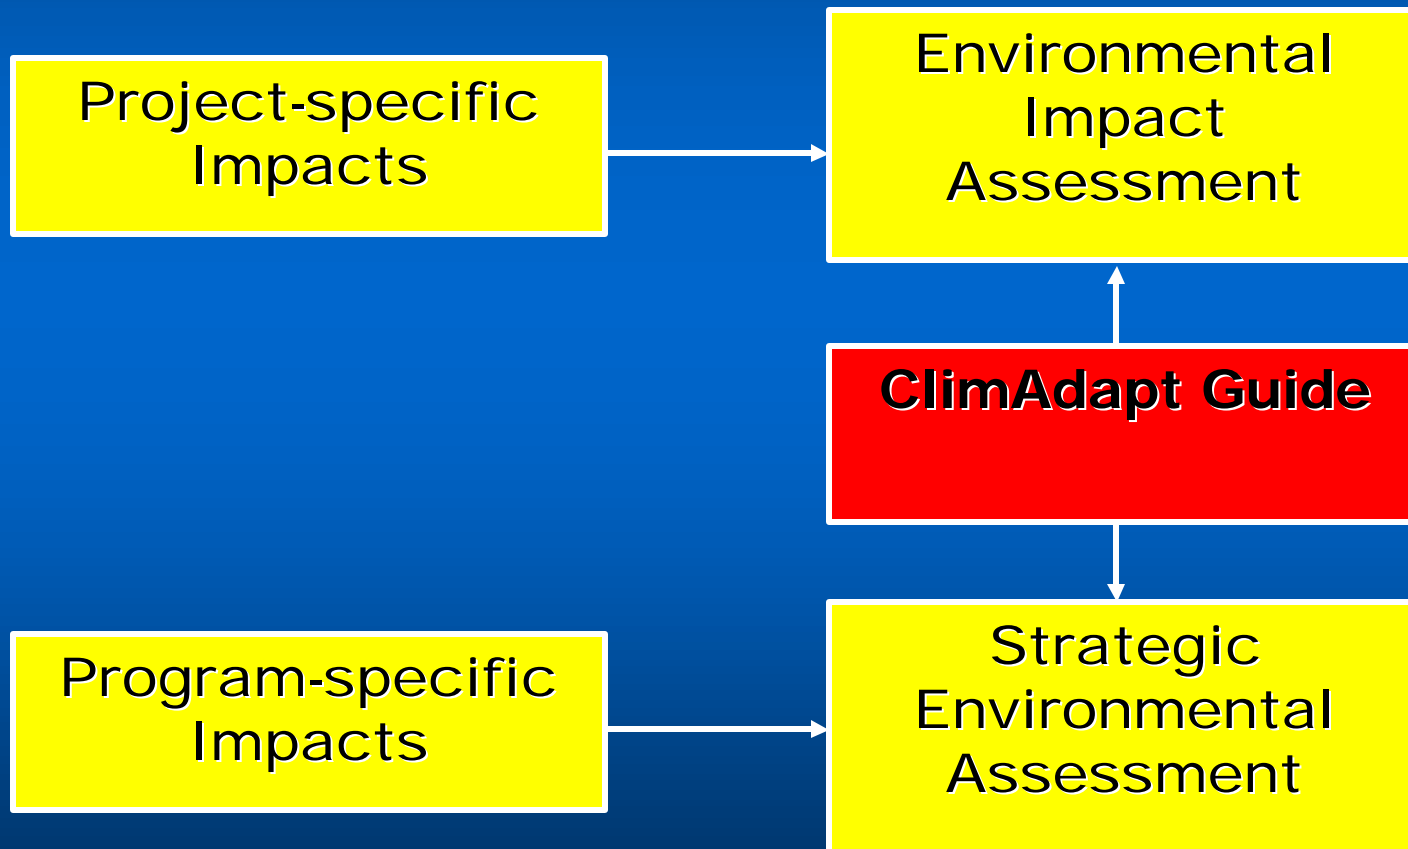 Project-specific
Impacts
Environmental
Impact
Assessment
ClimAdapt Guide
Program-specific
Impacts
Strategic
Environmental
Assessment